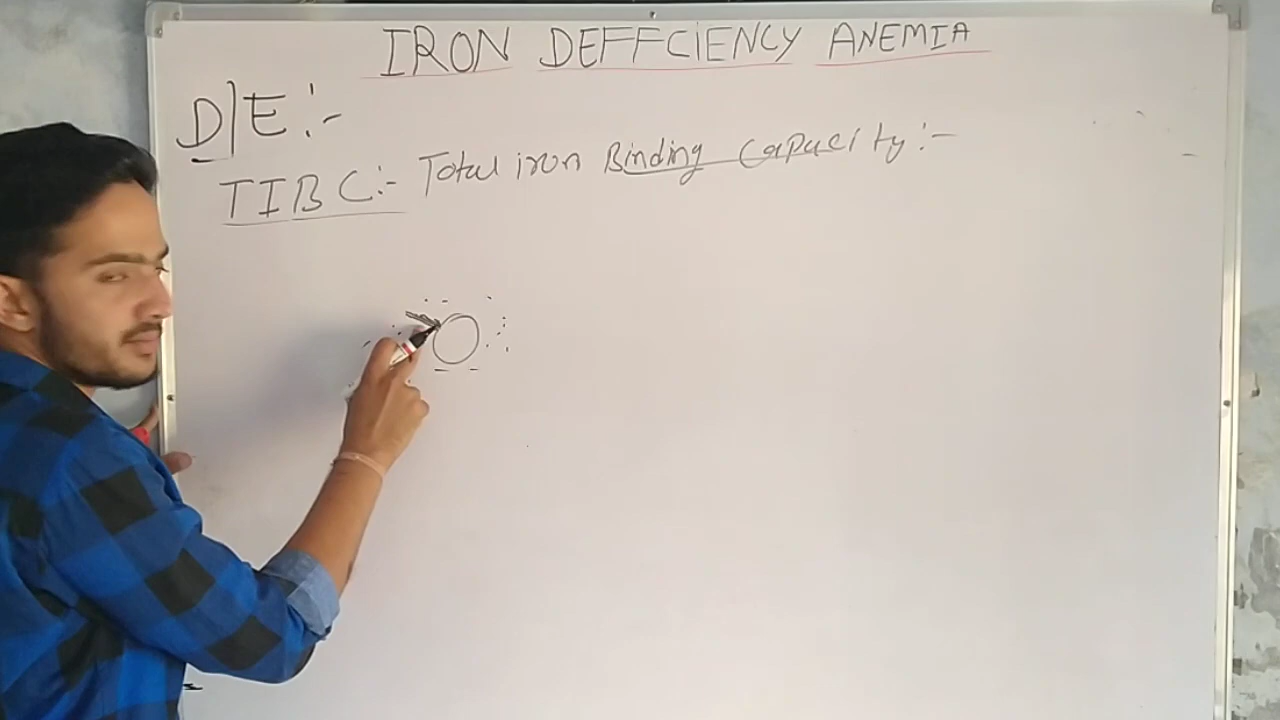 IRON DEFFCIENCY ANEMIA
D/E:-
TIBC:- Total iron Binding Capacity:-